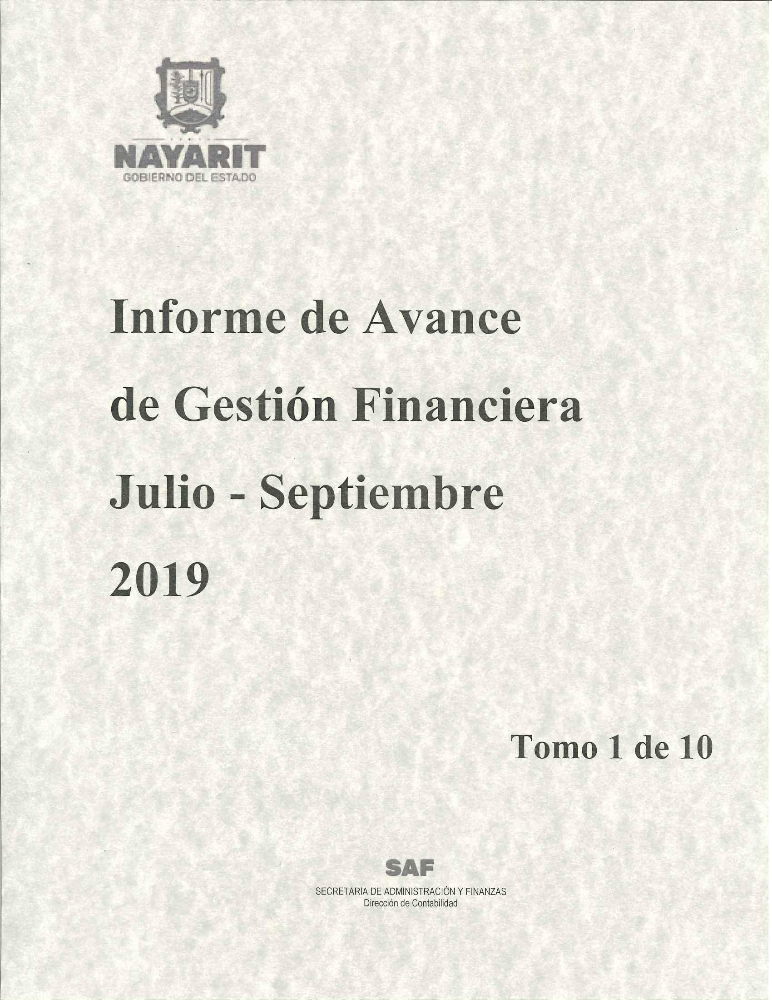 NAYARIT
GOBIERNO DEL ESTADO
Informe de Avance
de Gestión Financiera
Julio - Septiembre
2019
Tomo 1 de 10
SAF
SECRETARIA DE ADMINISTRACIÓN Y FINANZAS
Dirección de Contabilidad